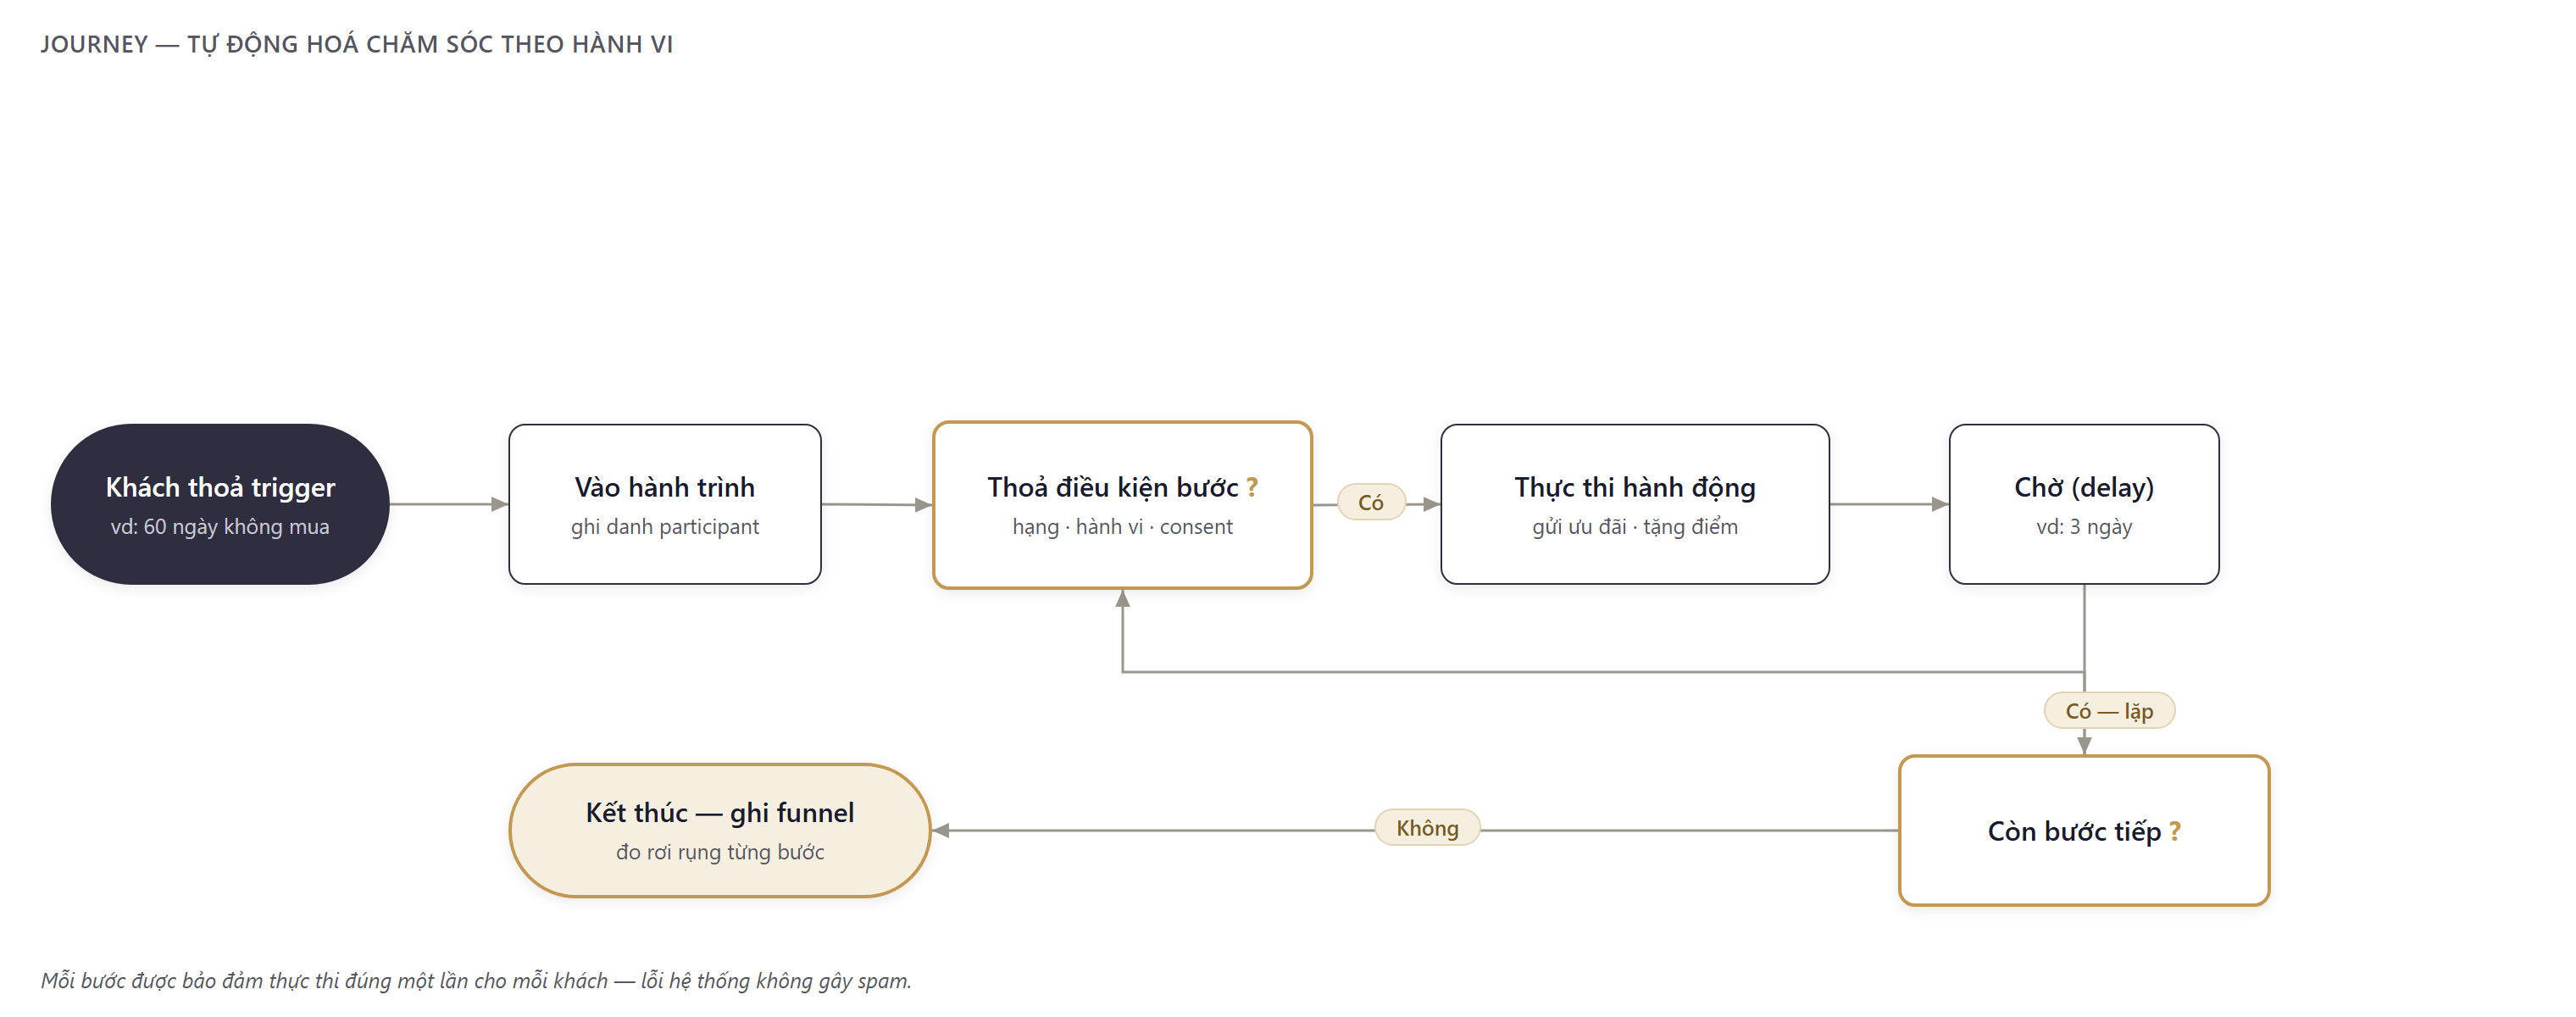 JOURNEY — TỰ ĐỘNG HOÁ CHĂM SÓC THEO HÀNH VI
Khách thoả trigger
vd: 60 ngày không mua
Vào hành trình
ghi danh participant
Thoả điều kiện bước ?
hạng · hành vi · consent
Có
Thực thi hành động
gửi ưu đãi · tặng điểm
Chờ (delay)
vd: 3 ngày
Có — lặp
Kết thúc — ghi funnel
đo rơi rụng từng bước
Không
Còn bước tiếp ?
Mỗi bước được bảo đảm thực thi đúng một lần cho mỗi khách — lỗi hệ thống không gây spam.